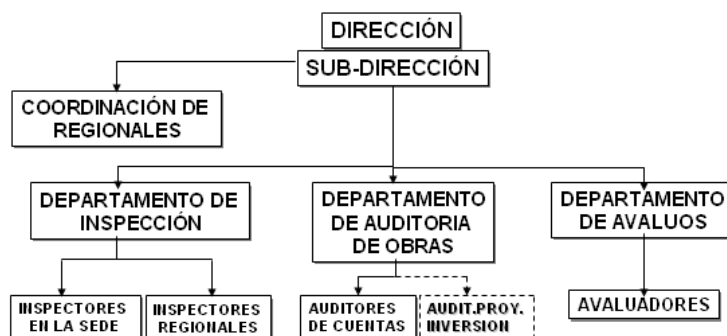 DIRECCIÓN
SUB-DIRECCIÓN
COORDINACIÓN DE
REGIONALES
DEPARTAMENTO DE
INSPECCIÓN
DEPARTAMENTO
DE AUDITORIA
DE OBRAS
DEPARTAMENTO
DE AVALUOS
INSPECTORES
EN LA SEDE
INSPECTORES
REGIONALES
AUDITORES
DE CUENTAS
AUDIT.PROY.
INVERSION
AVALUADORES